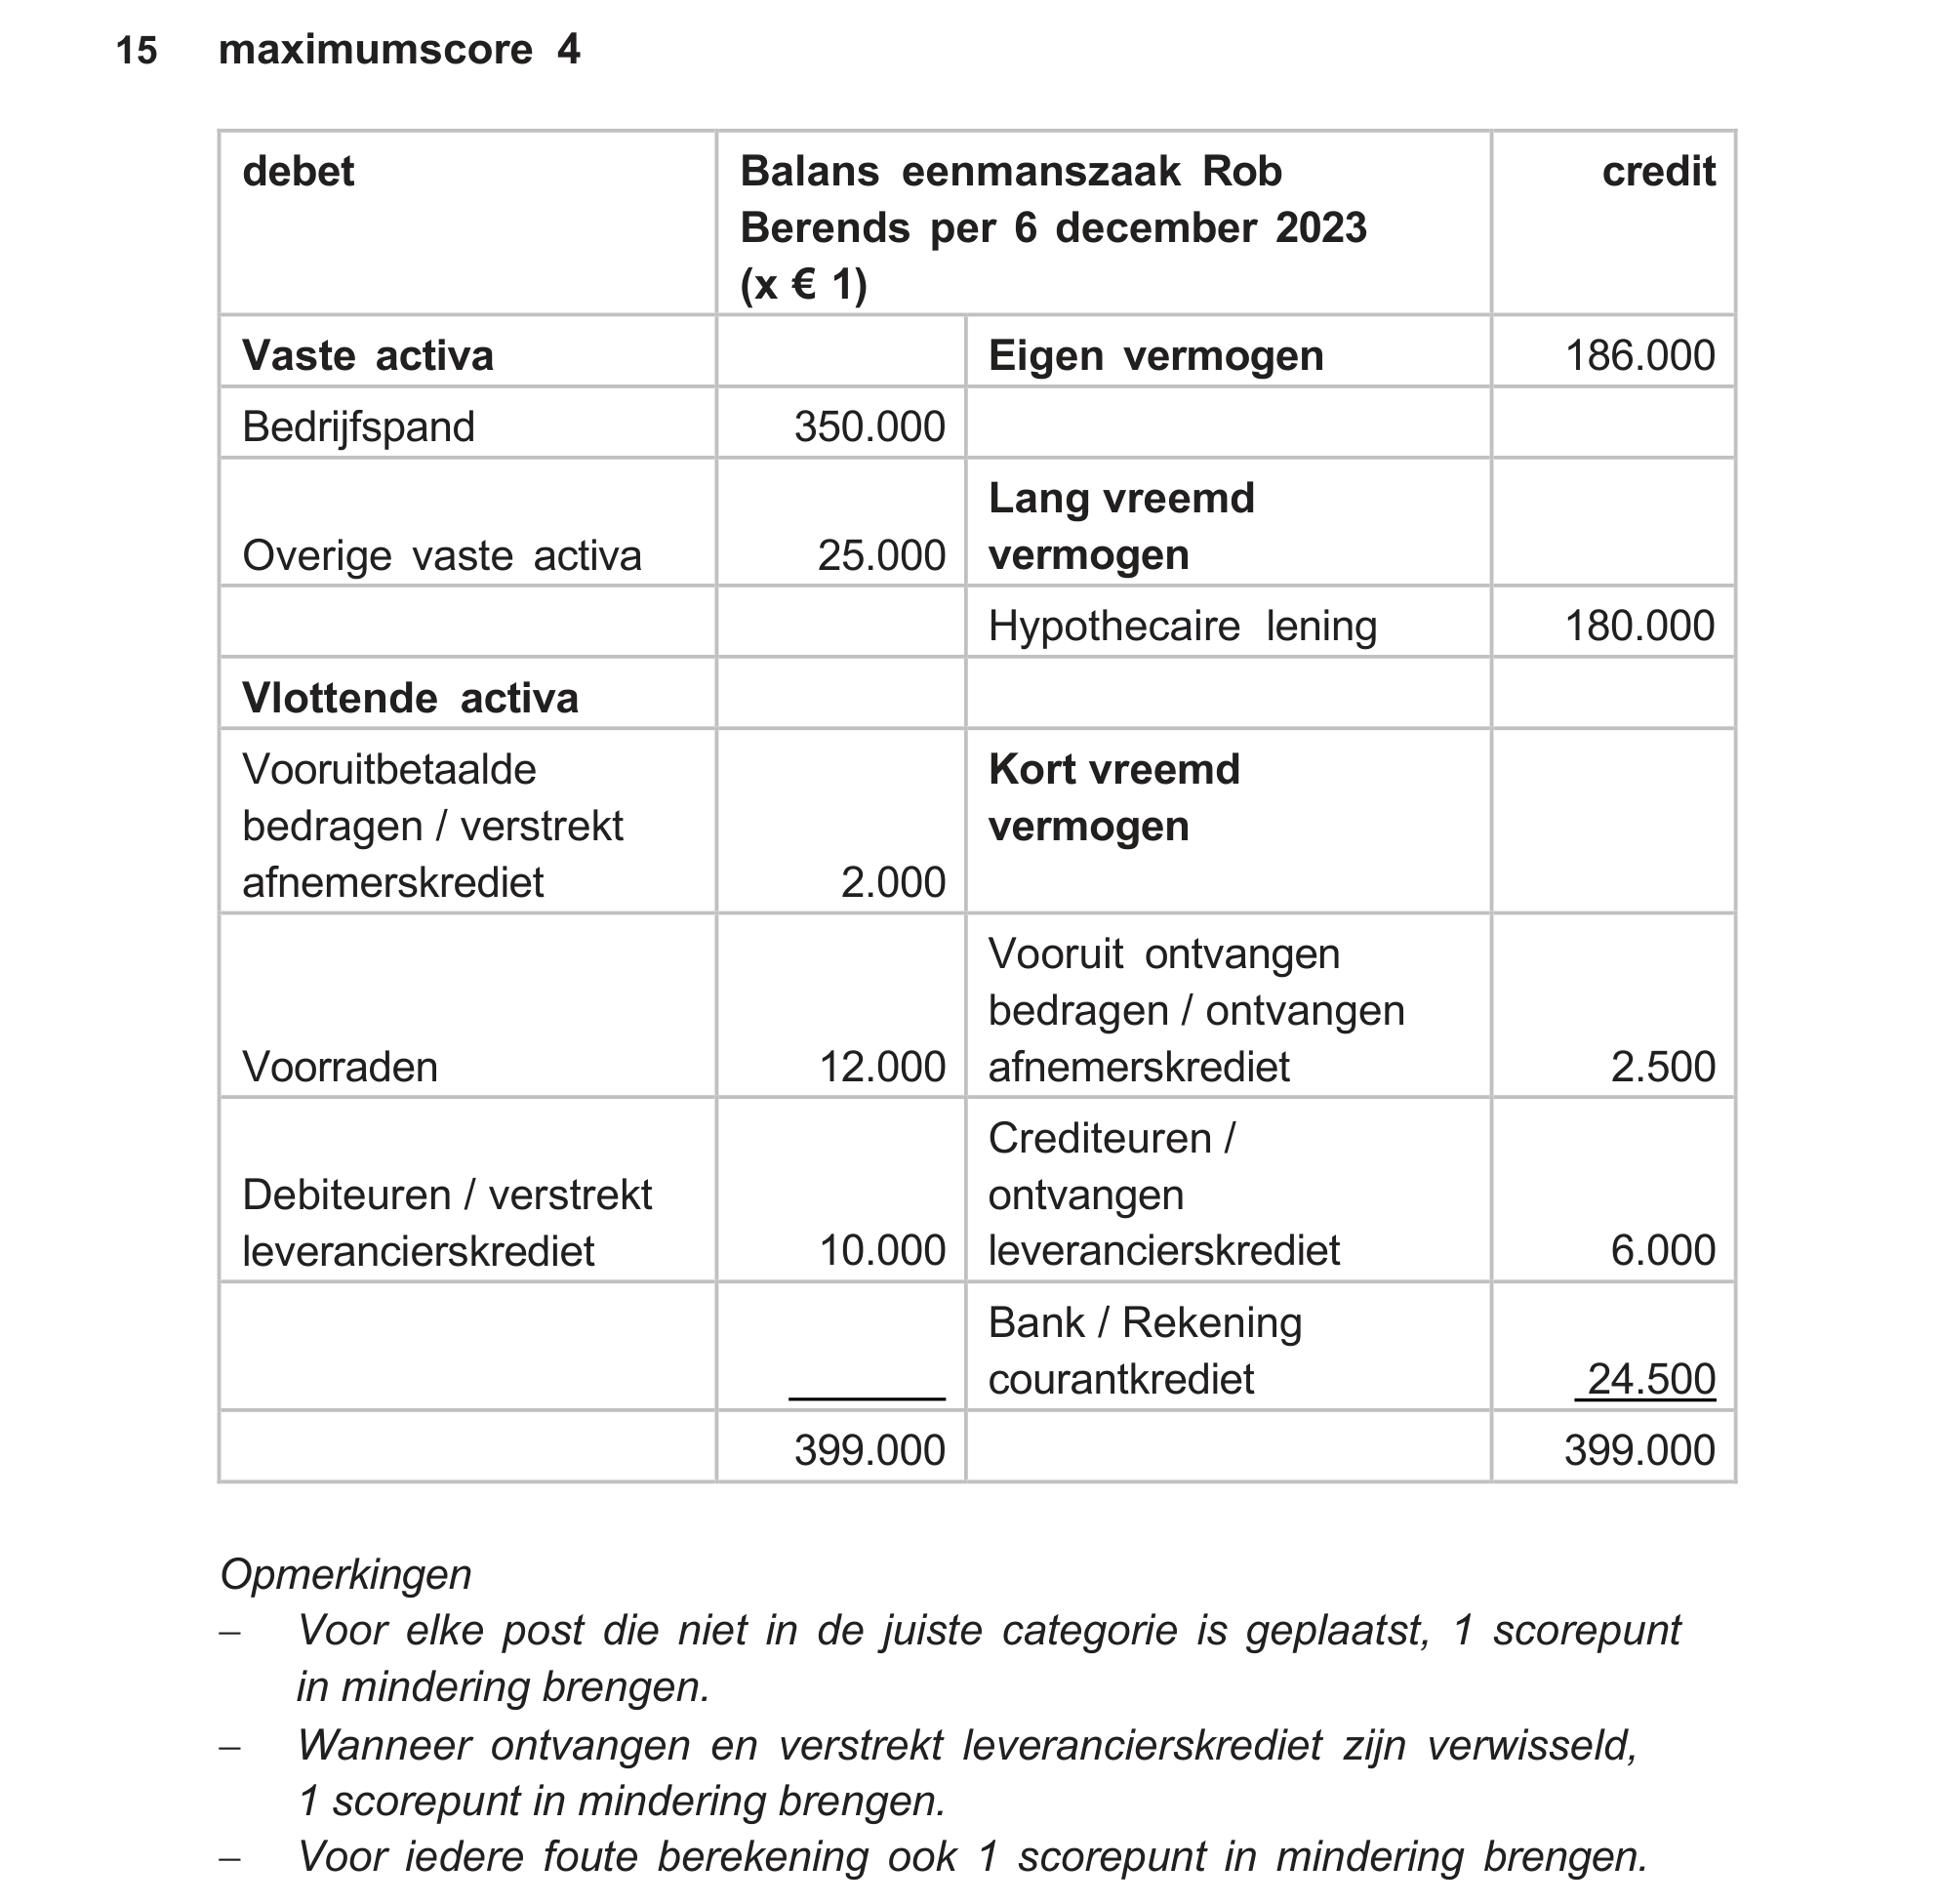 15 maximumscore 4
debet Balans eenmanszaak Rob credit
Berends per 6 december 2023
(x € 1)
Vaste activa Eigen vermogen 186.000
Bedrijfspand 350.000
Lang vreemd
Overige vaste activa 25.000 vermogen
Hypothecaire lening 180.000
Vlottende activa
Vooruitbetaalde Kort vreemd
bedragen / verstrekt vermogen
afnemerskrediet 2.000
Vooruit ontvangen
bedragen / ontvangen
Voorraden 12.000 afnemerskrediet 2.500
Crediteuren /
Debiteuren / verstrekt ontvangen
leverancierskrediet 10.000 leverancierskrediet 6.000
Bank / Rekening
courantkrediet 24.500
399.000 399.000
Opmerkingen
– Voor elke post die niet in de juiste categorie is geplaatst, 1 scorepunt
in mindering brengen.
– Wanneer ontvangen en verstrekt leverancierskrediet zijn verwisseld,
1 scorepunt in mindering brengen.
– Voor iedere foute berekening ook 1 scorepunt in mindering brengen.